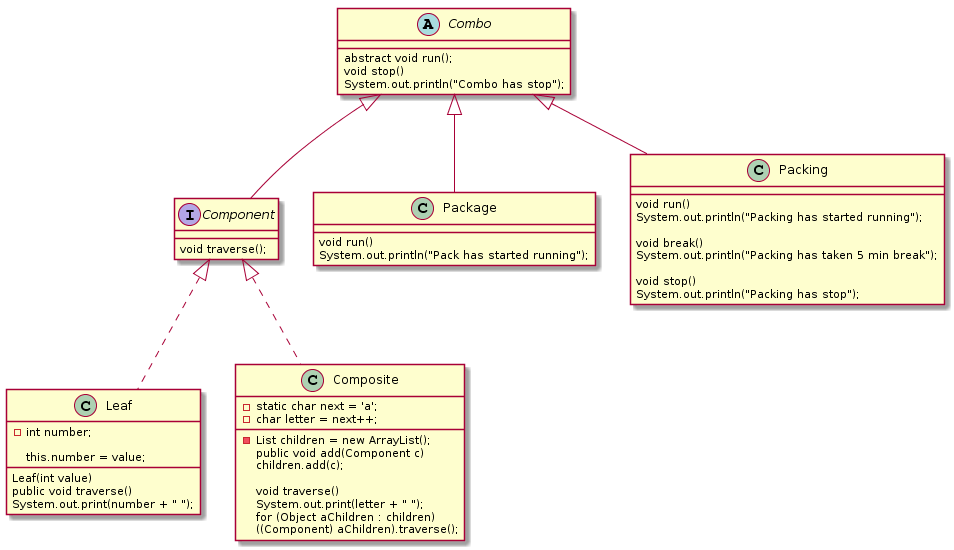 A Combo
abstract void run();
void stop()
System.out.println("Combo has stop");
I Component
void traverse();
C Package
void run()
System.out.println("Pack has started running");
C Packing
void run()
System.out.println("Packing has started running");
void break()
System.out.println("Packing has taken 5 min break");
void stop()
System.out.println("Packing has stop");
C Leaf
int number;
this.number = value;
Leaf(int value)
public void traverse()
System.out.print(number + " ");
C Composite
static char next = 'a';
char letter = next++;
List children = new ArrayList();
public void add(Component c)
children.add(c);
void traverse()
System.out.print(letter + " ");
for (Object aChildren : children)
((Component) aChildren).traverse();